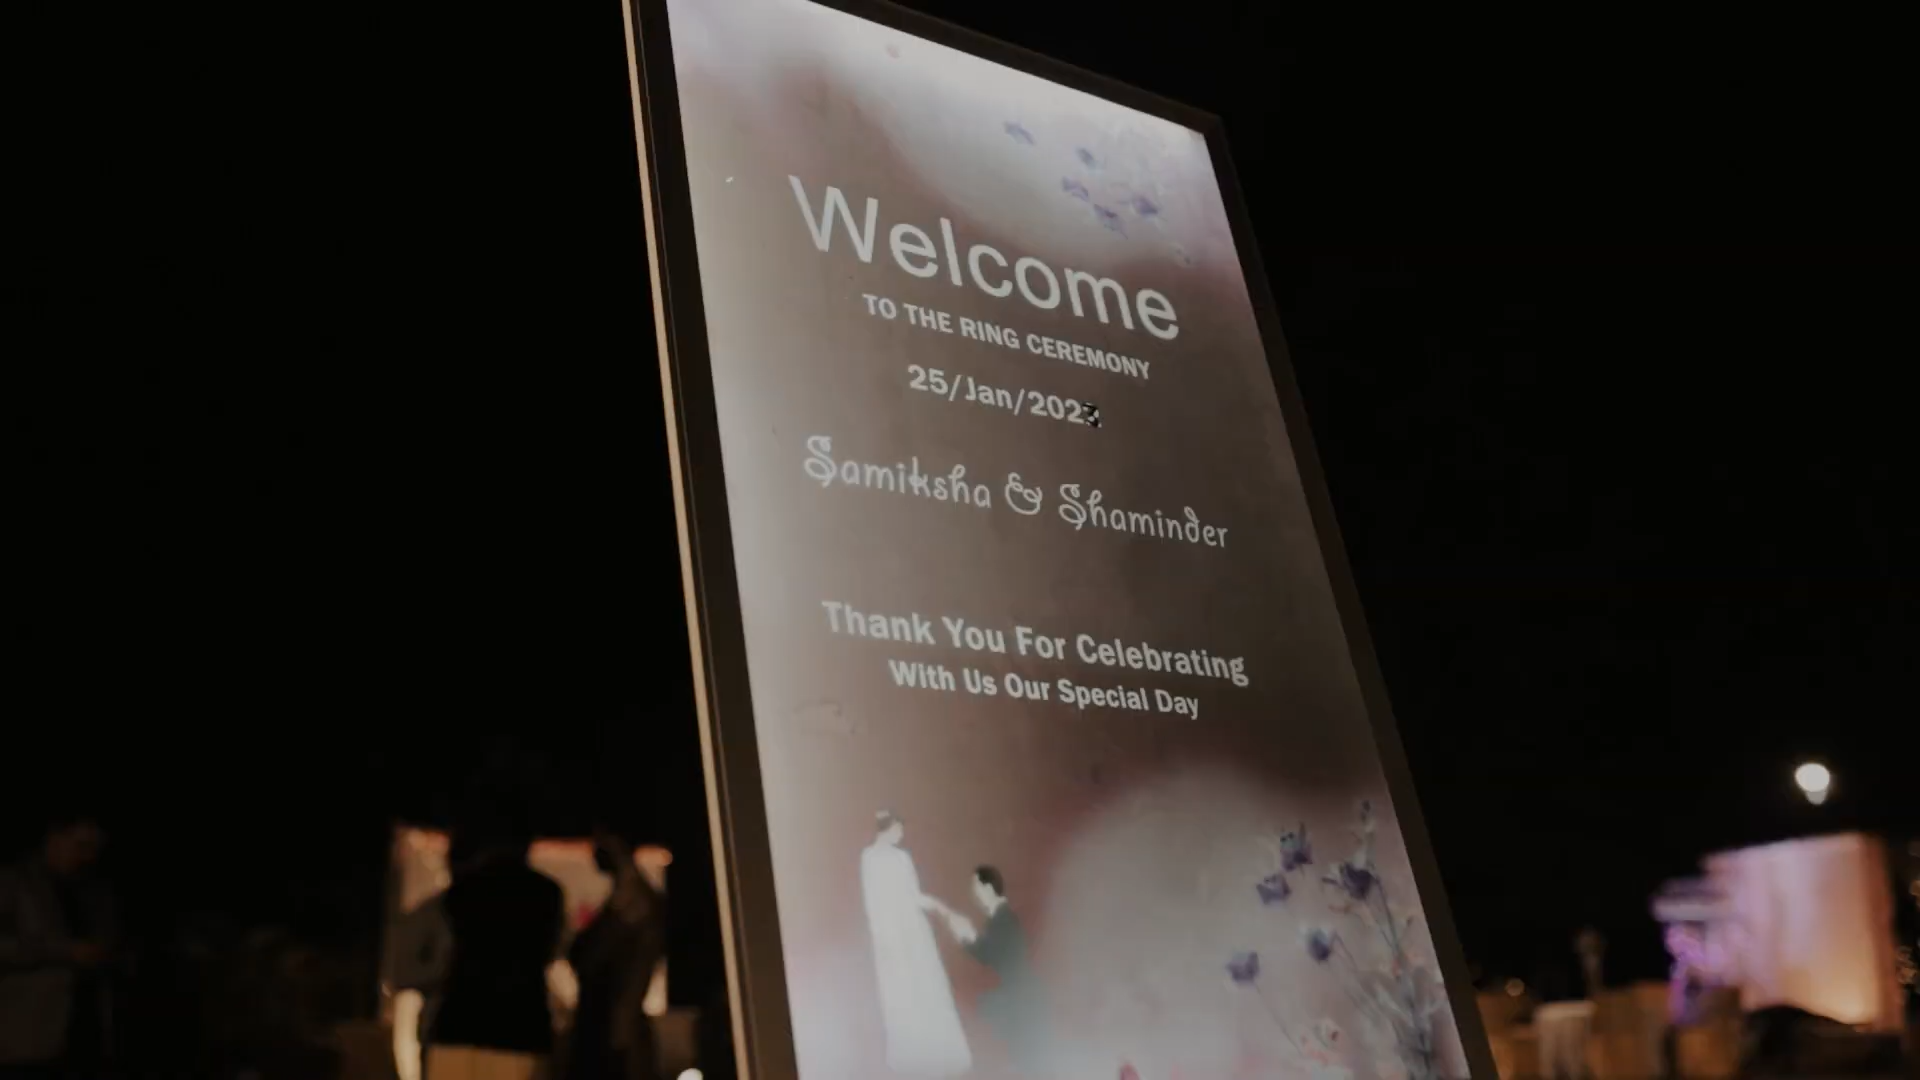 Welcome
TO THE RING CEREMONY
25/Jan/2023
Samiksha & Shaminder
Thank You For Celebrating
With Us Our Special Day